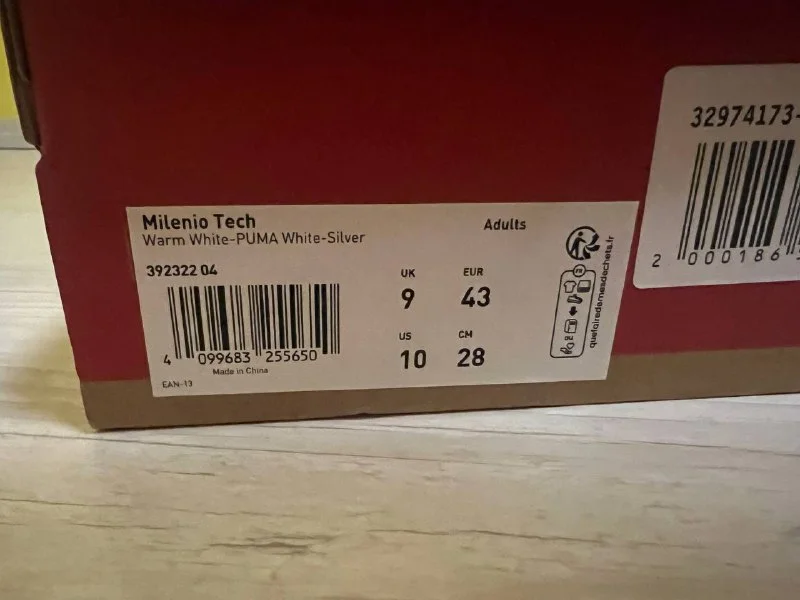 Milenio Tech
Warm White-PUMA White-Silver
Adults
392322 04
4 099683 255650
Made in China
EAN-13
UK
9
EUR
43
US
10
CM
28
FR
quefairedemesdechets.fr
32974173-
2 000186